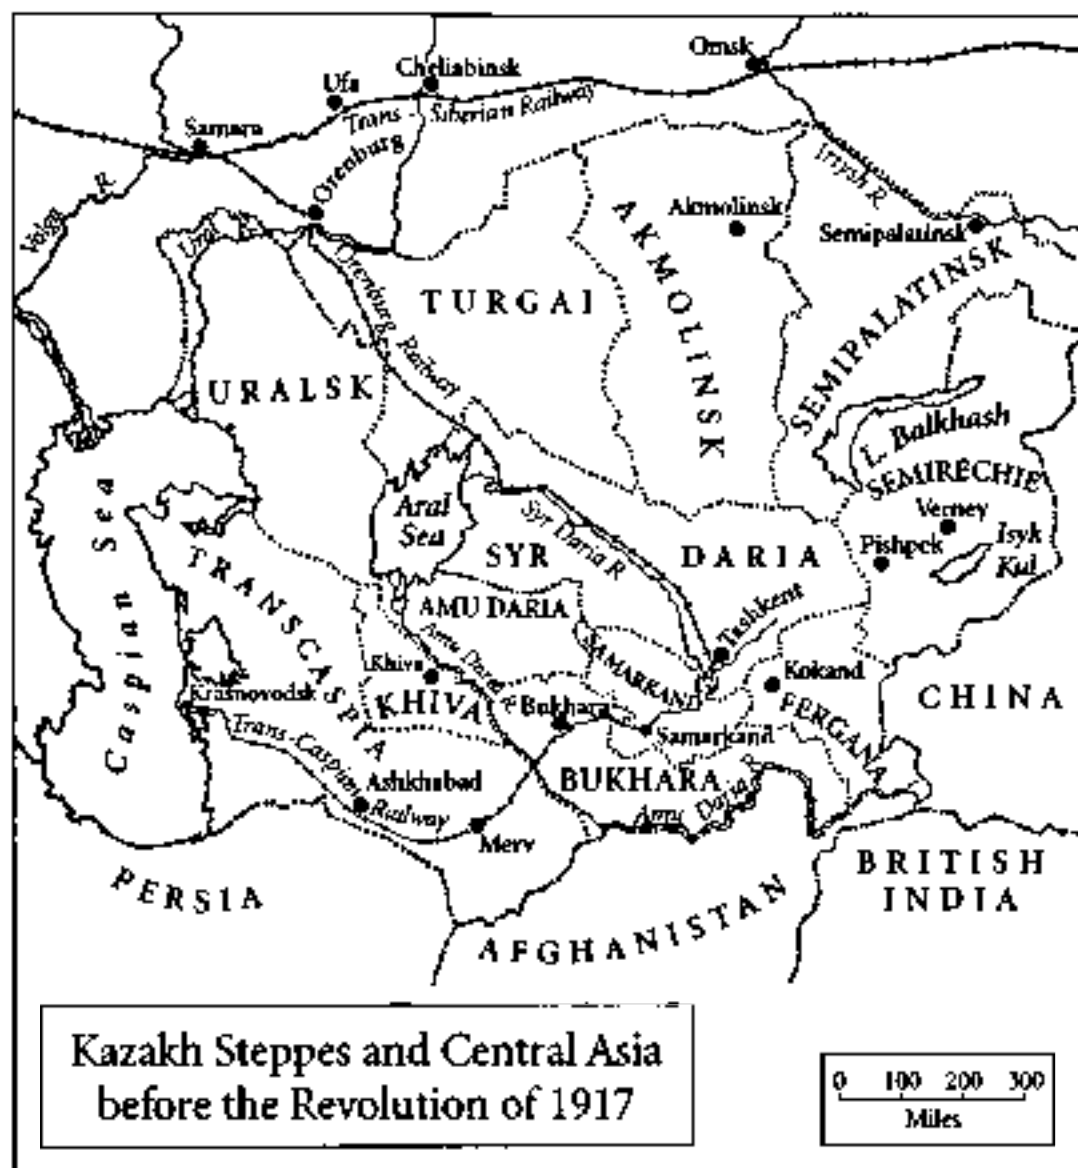 Omsk
Cheliabinsk
Ufa
Trans - Siberian Railway
Samara
Orenburg
Irtysh R.
Volga R.
Akmolinsk
Semipalatinsk
Ural R.
Orenburg Railway
TURGAI
AKMOLINSK
SEMIPALATINSK
URALSK
L. Balkhash
SEMIRECHIE
Caspian Sea
Aral
Sea
Verney
Pishpek
Isyk
Kul
Syr Daria R.
SYR DARIA
TRANSCASPIA
AMU DARIA
Tashkent
Amu Daria R.
SAMARKAND
Khiva
KHIVA
Kokand
Krasnovodsk
Bukhara
FERGANA
CHINA
Samarkand
Trans-Caspian Railway
Ashkhabad
BUKHARA
Amu Daria R.
Merv
PERSIA
AFGHANISTAN
BRITISH
INDIA
Kazakh Steppes and Central Asia
before the Revolution of 1917
0 100 200 300
Miles